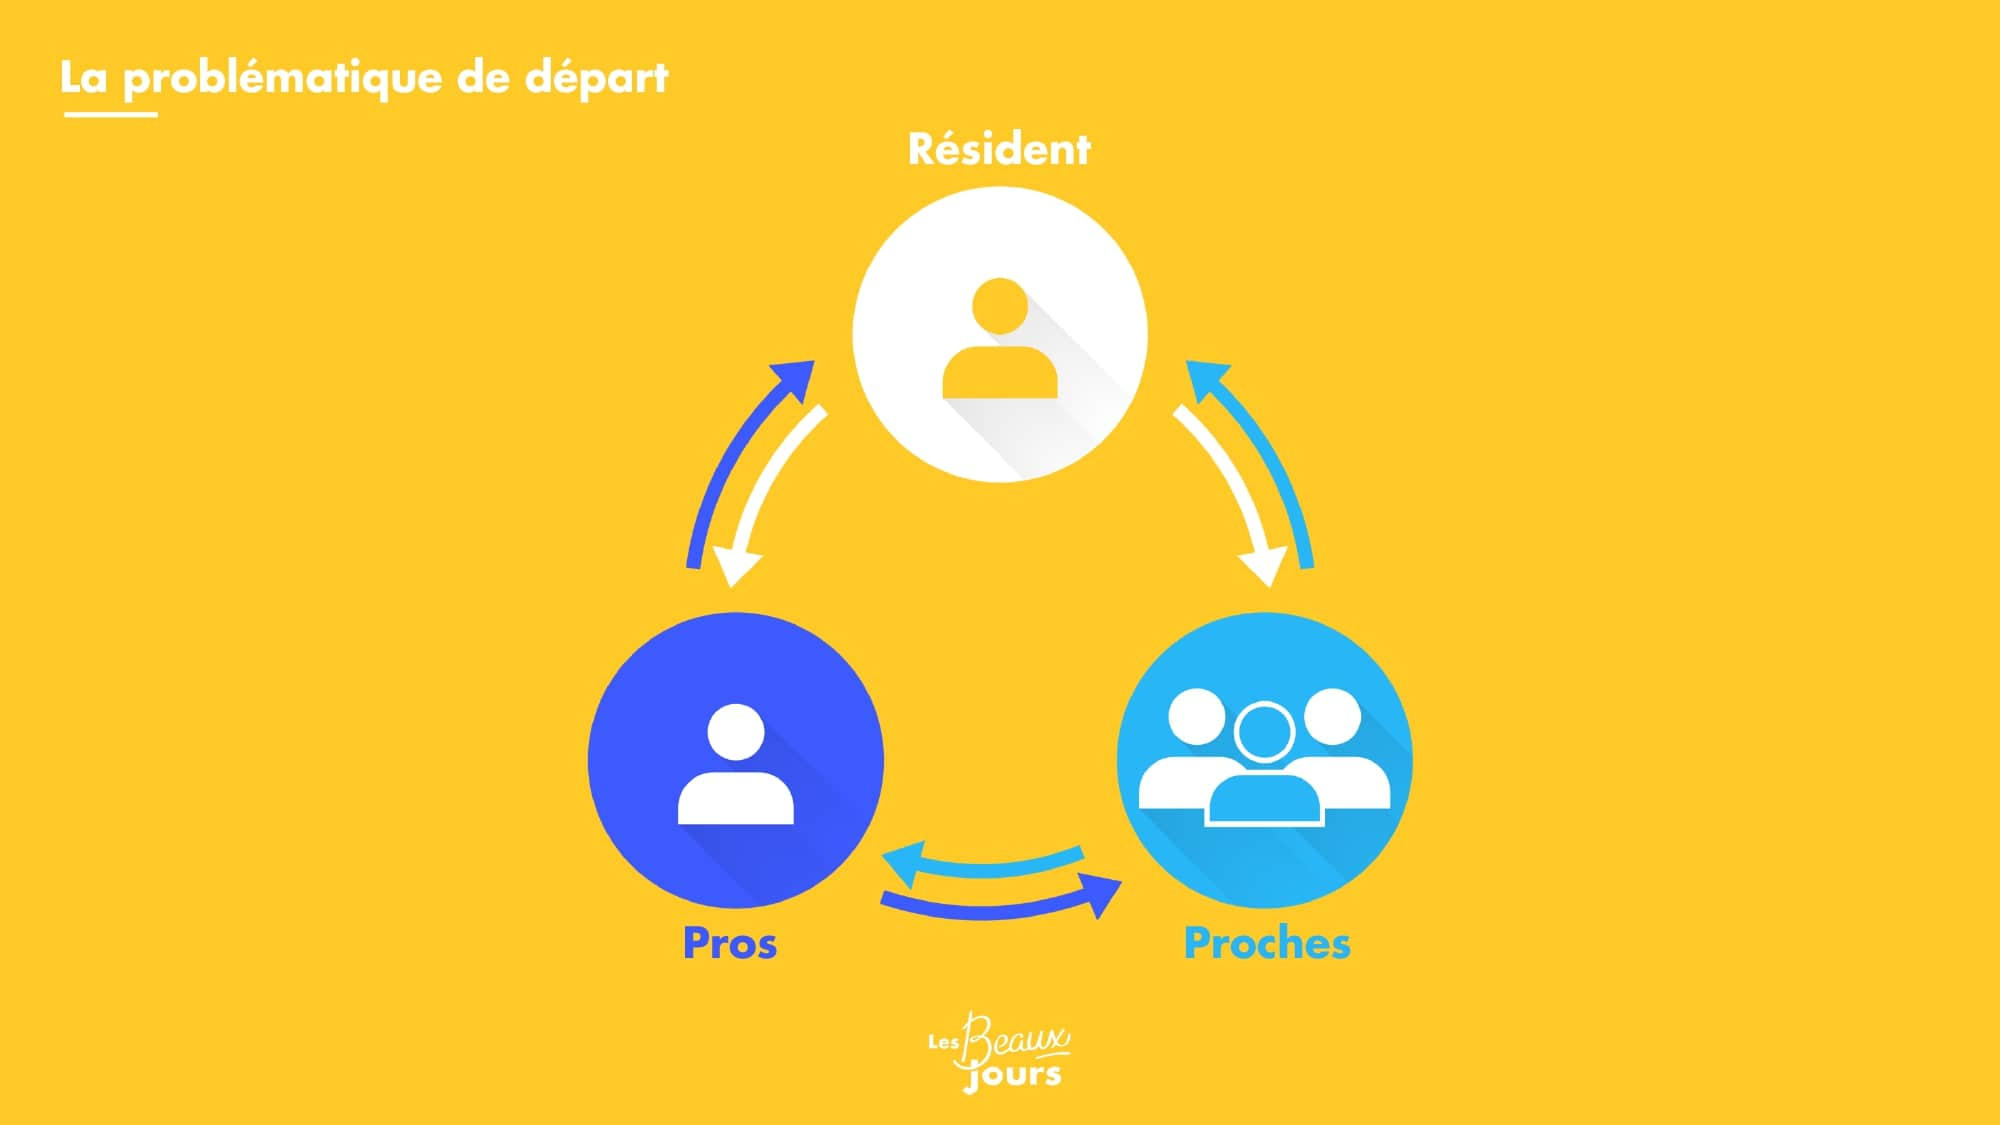 La problématique de départ
Résident
Pros
Proches
Les Beaux
jours